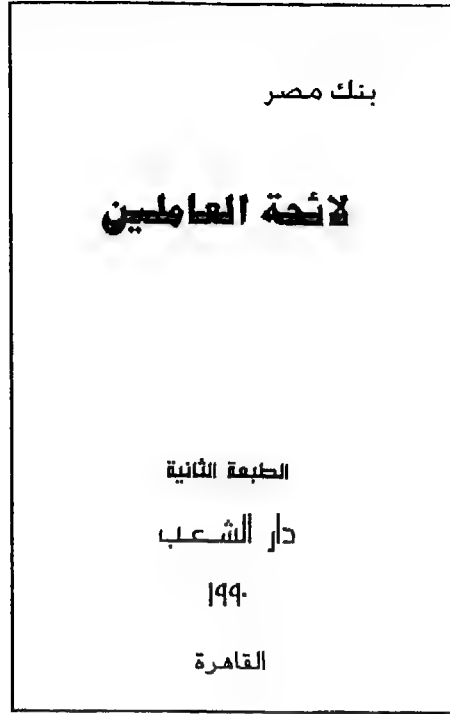 بنك مصر
لائحة العاملين
الطبعة الثانية
دار الشعب
١٩٩٠
القاهرة